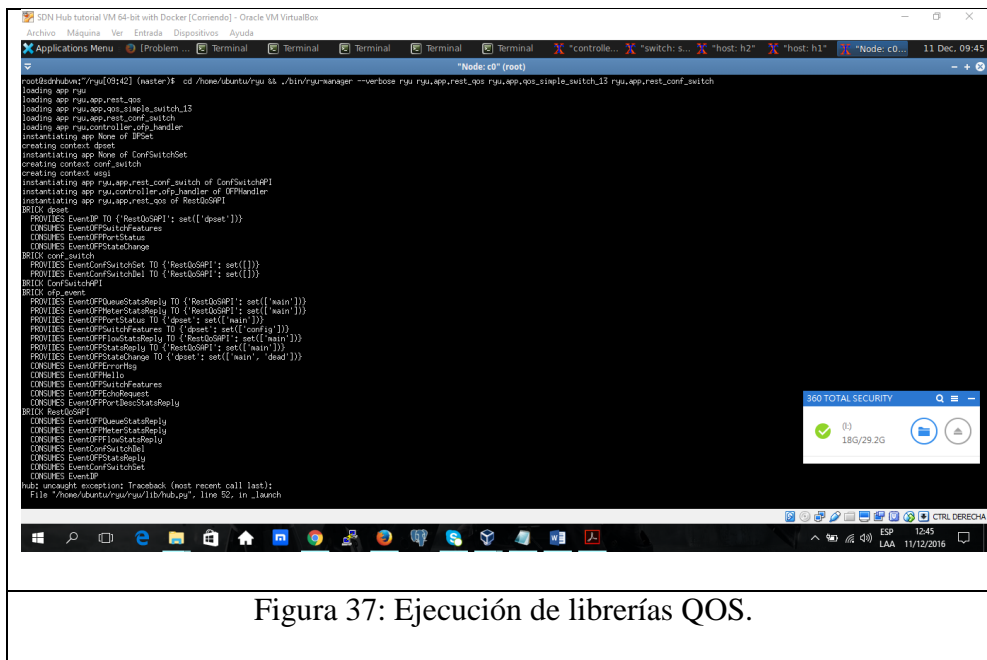 SDN Hub tutorial VM 64-bit with Docker [Corriendo] - Oracle VM VirtualBox
Archivo Máquina Ver Entrada Dispositivos Ayuda
Applications Menu [Problem ... Terminal Terminal Terminal Terminal Terminal "controlle... "switch: s... "host: h2" "host: h1" "Node: c0... 11 Dec, 09:45
"Node: c0" (root)
root@sdnhubvm:~/ryu[09:42] (master)$ cd /home/ubuntu/ryu && ./bin/ryu-manager --verbose ryu ryu.app.rest_qos ryu.app.qos_simple_switch_13 ryu.app.rest_conf_switch
loading app ryu
loading app ryu.app.rest_qos
loading app ryu.app.qos_simple_switch_13
loading app ryu.app.rest_conf_switch
loading app ryu.controller.ofp_handler
instantiating app None of DPSet
creating context dpset
instantiating app None of ConfSwitchSet
creating context conf_switch
creating context wsgi
instantiating app ryu.app.rest_conf_switch of ConfSwitchAPI
instantiating app ryu.controller.ofp_handler of OFPHandler
instantiating app ryu.app.rest_qos of RestQoSAPI
BRICK dpset
PROVIDES EventDP TO {'RestQoSAPI': set(['dpset'])}
CONSUMES EventOFPSwitchFeatures
CONSUMES EventOFPPortStatus
CONSUMES EventOFPStateChange
BRICK conf_switch
PROVIDES EventConfSwitchSet TO {'RestQoSAPI': set([])}
PROVIDES EventConfSwitchDel TO {'RestQoSAPI': set([])}
BRICK ConfSwitchAPI
BRICK ofp_event
PROVIDES EventOFPQueueStatsReply TO {'RestQoSAPI': set(['main'])}
PROVIDES EventOFPMeterStatsReply TO {'RestQoSAPI': set(['main'])}
PROVIDES EventOFPPortStatus TO {'dpset': set(['main'])}
PROVIDES EventOFPSwitchFeatures TO {'dpset': set(['config'])}
PROVIDES EventOFPFlowStatsReply TO {'RestQoSAPI': set(['main'])}
PROVIDES EventOFPStatsReply TO {'RestQoSAPI': set(['main'])}
PROVIDES EventOFPStateChange TO {'dpset': set(['main', 'dead'])}
CONSUMES EventOFPErrorMsg
CONSUMES EventOFPHello
CONSUMES EventOFPSwitchFeatures
CONSUMES EventOFPEchoRequest
CONSUMES EventOFPPortDescStatsReply
BRICK RestQoSAPI
CONSUMES EventOFPQueueStatsReply
CONSUMES EventOFPMeterStatsReply
CONSUMES EventOFPFlowStatsReply
CONSUMES EventConfSwitchDel
CONSUMES EventOFPStatsReply
CONSUMES EventConfSwitchSet
CONSUMES EventDP
hub: uncaught exception: Traceback (most recent call last):
File "/home/ubuntu/ryu/ryu/lib/hub.py", line 52, in _launch
360 TOTAL SECURITY
(I:)
18G/29.2G
CTRL DERECHA
ESP 12:45
LAA 11/12/2016
Figura 37: Ejecución de librerías QOS.